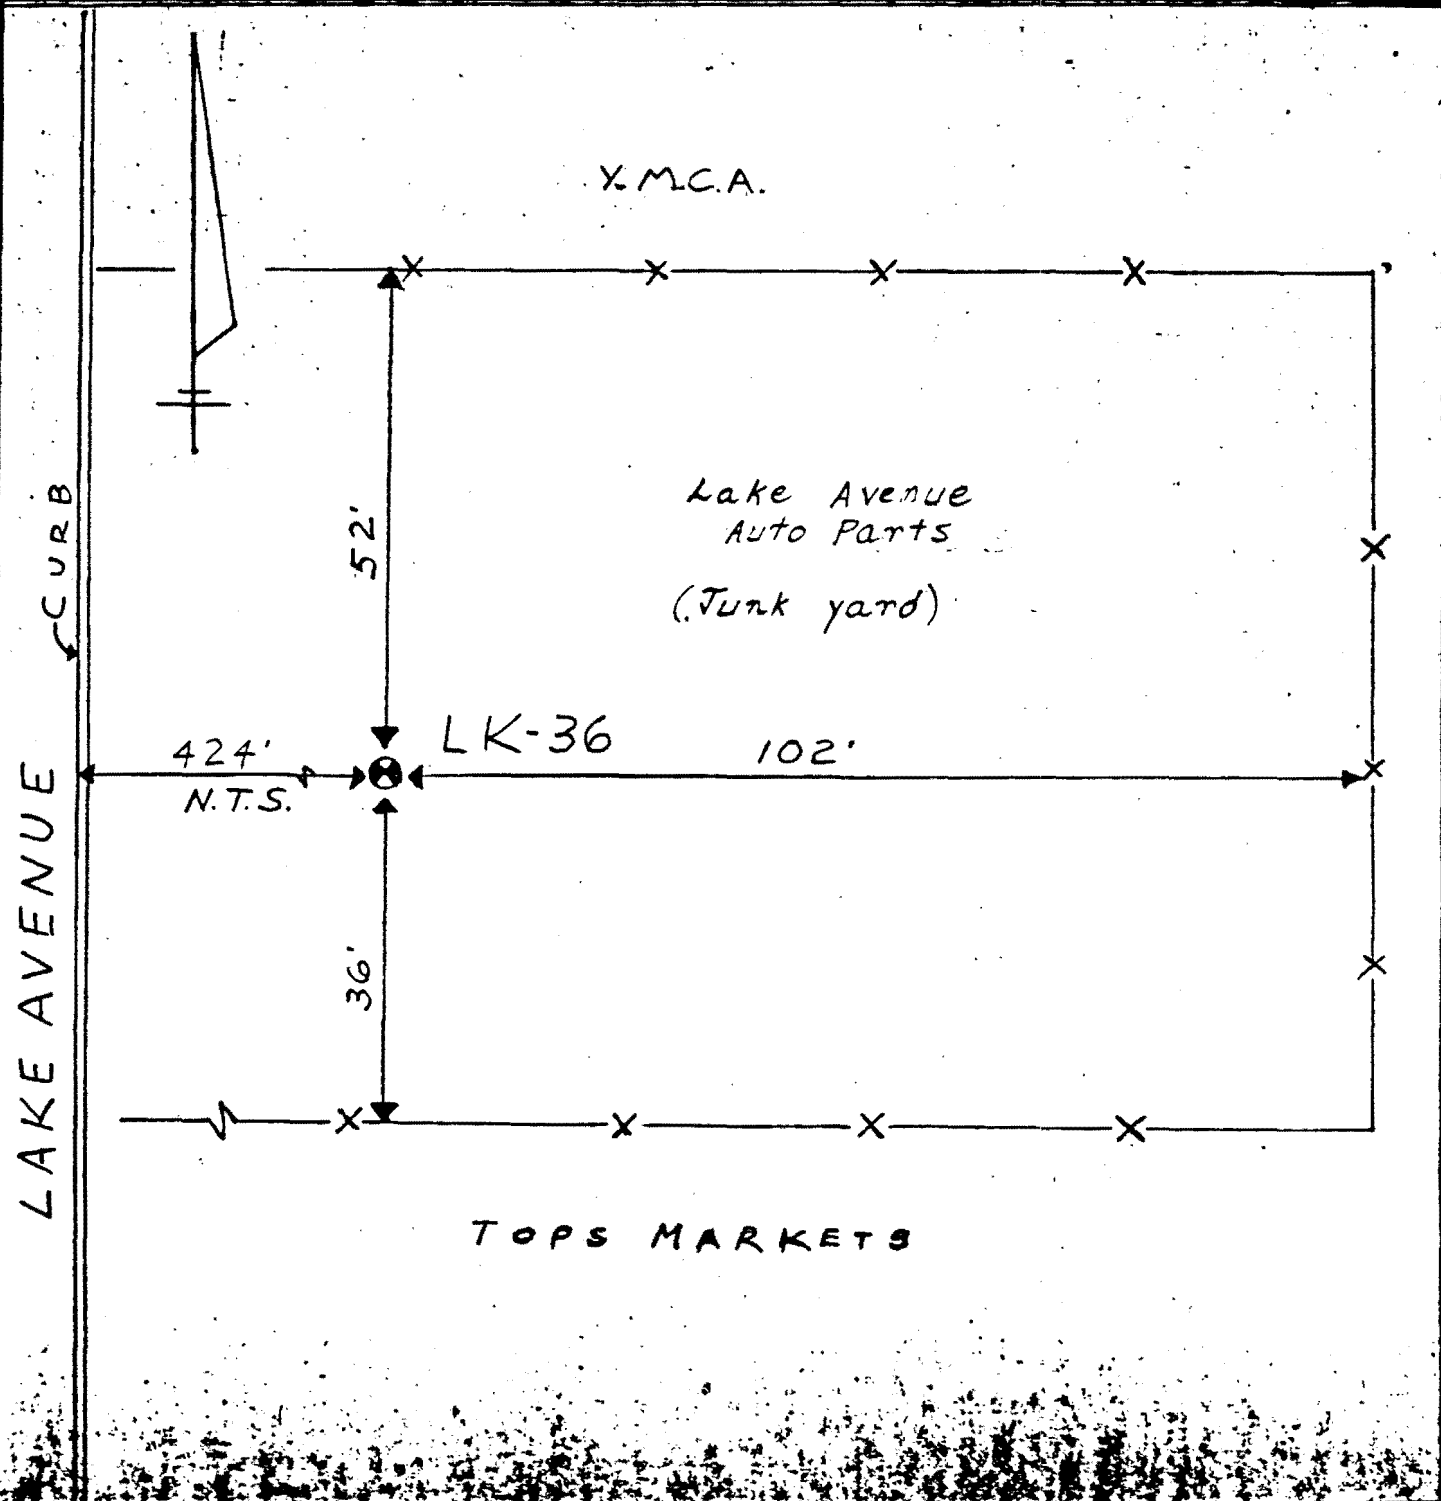 Y.M.C.A.
CURB
52'
Lake Avenue
Auto Parts
(Junk yard)
LK-36
424'
N.T.S.
102'
LAKE AVENUE
36'
TOPS MARKETS